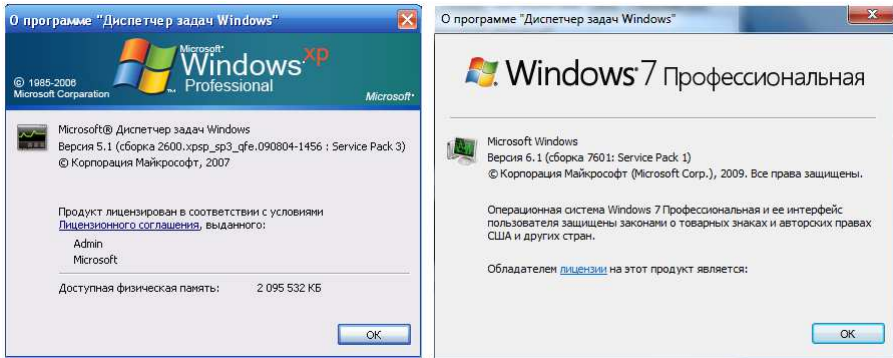 О программе "Диспетчер задач Windows"
© 1985-2006
Microsoft Corporation
Microsoft®
Windows xp
Professional
Microsoft®
Microsoft® Диспетчер задач Windows
Версия 5.1 (сборка 2600.xpsp_sp3_qfe.090804-1456 : Service Pack 3)
© Корпорация Майкрософт, 2007
Продукт лицензирован в соответствии с условиями
Лицензионного соглашения, выданного:
Admin
Microsoft
Доступная физическая память: 2 095 532 КБ
OK
О программе "Диспетчер задач Windows"
Windows 7 Профессиональная
Microsoft Windows
Версия 6.1 (сборка 7601: Service Pack 1)
© Корпорация Майкрософт (Microsoft Corp.), 2009. Все права защищены.
Операционная система Windows 7 Профессиональная и ее интерфейс
пользователя защищены законами о товарных знаках и авторских правах
США и других стран.
Обладателем лицензии на этот продукт является:
ОК